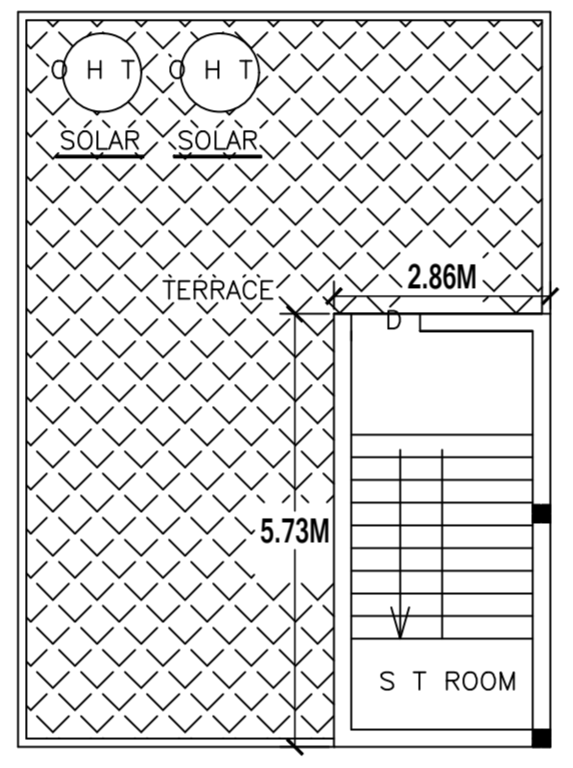 O H T O H T
SOLAR SOLAR
TERRACE
2.86M
D
5.73M
S T ROOM